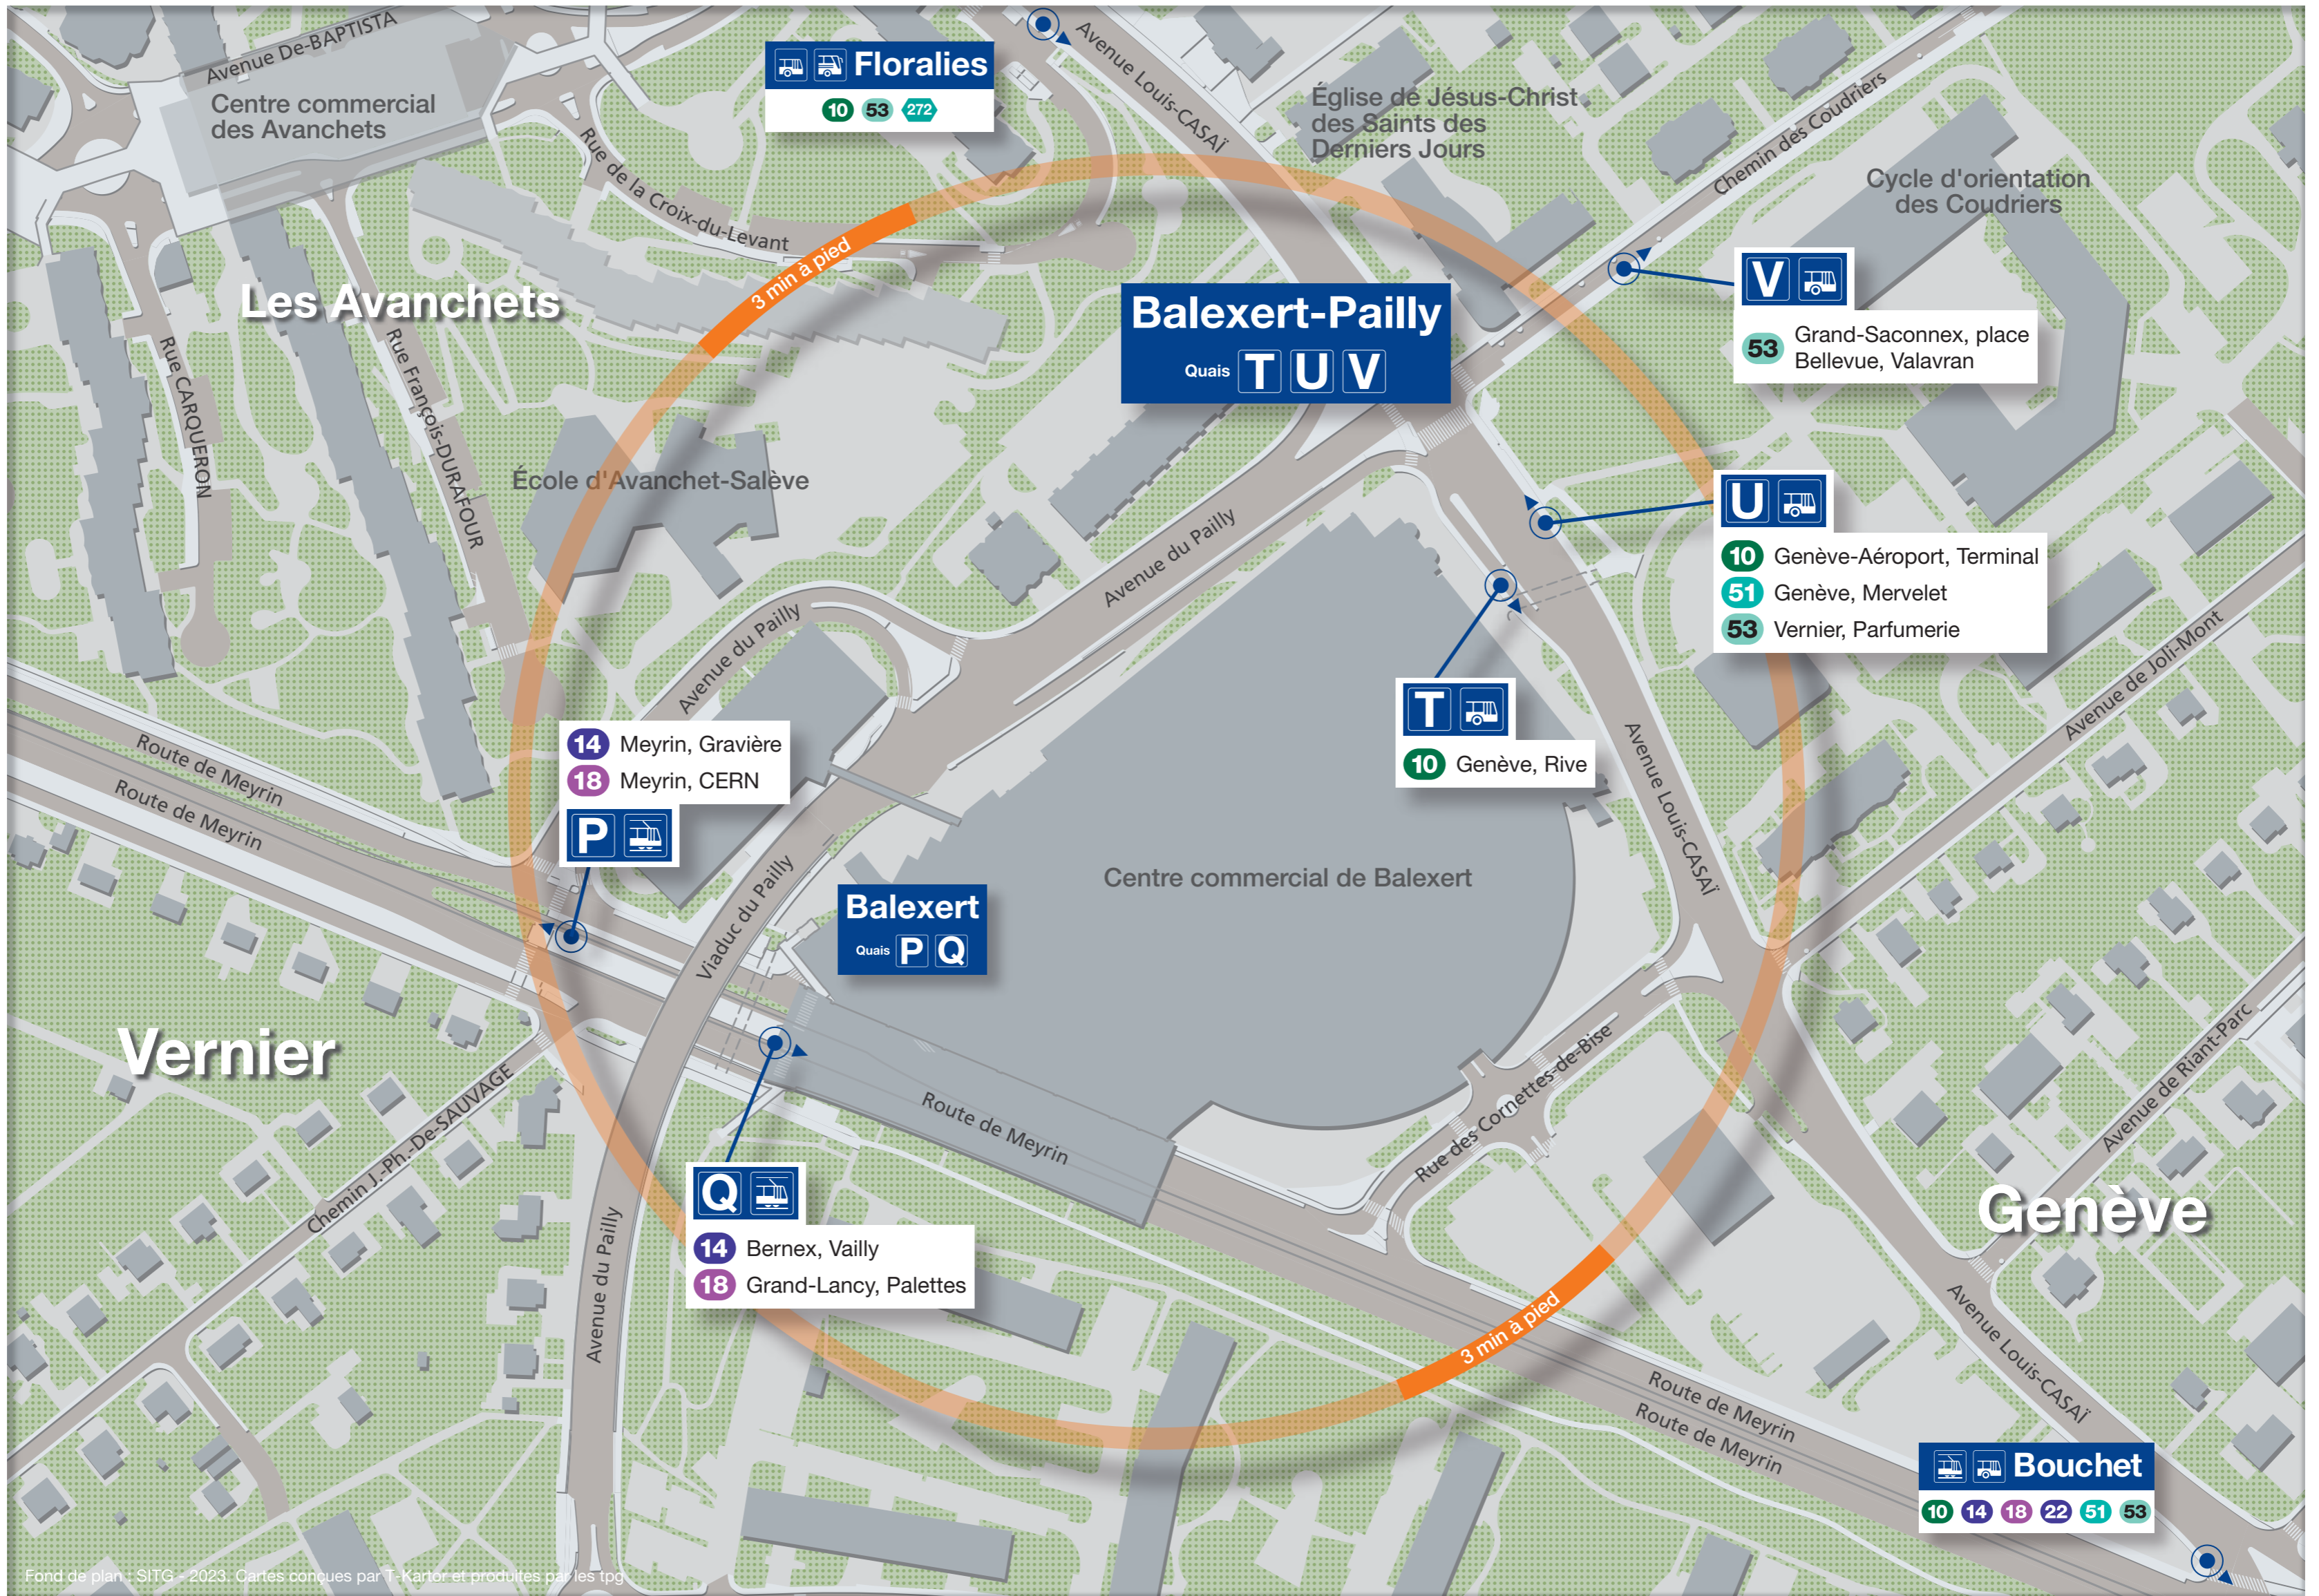 Avenue De-BAPTISTA
Centre commercial
des Avanchets
Floralies
10 53 272
Avenue Louis-CASAÏ
Église de Jésus-Christ
des Saints des
Derniers Jours
Chemin des Coudriers
Cycle d'orientation
des Coudriers
Rue de la Croix-du-Levant
3 min à pied
Les Avanchets
Rue CARQUERON
Rue François-DURAFOUR
École d'Avanchet-Salève
Balexert-Pailly
Quais T U V
V
53 Grand-Saconnex, place
Bellevue, Valavran
U
10 Genève-Aéroport, Terminal
51 Genève, Mervelet
53 Vernier, Parfumerie
Avenue du Pailly
Avenue du Pailly
T
10 Genève, Rive
Avenue de Joli-Mont
Avenue Louis-CASAÏ
Route de Meyrin
Route de Meyrin
14 Meyrin, Gravière
18 Meyrin, CERN
P
Viaduc du Pailly
Balexert
Quais P Q
Centre commercial de Balexert
Vernier
Chemin J.-Ph.-De-SAUVAGE
Route de Meyrin
Rue des Cornettes-de-Bise
Avenue de Riant-Parc
Genève
Q
14 Bernex, Vailly
18 Grand-Lancy, Palettes
Avenue du Pailly
3 min à pied
Avenue Louis-CASAÏ
Route de Meyrin
Route de Meyrin
Bouchet
10 14 18 22 51 53
Fond de plan : SITG - 2023. Cartes conçues par T-Kartor et produites par les tpg